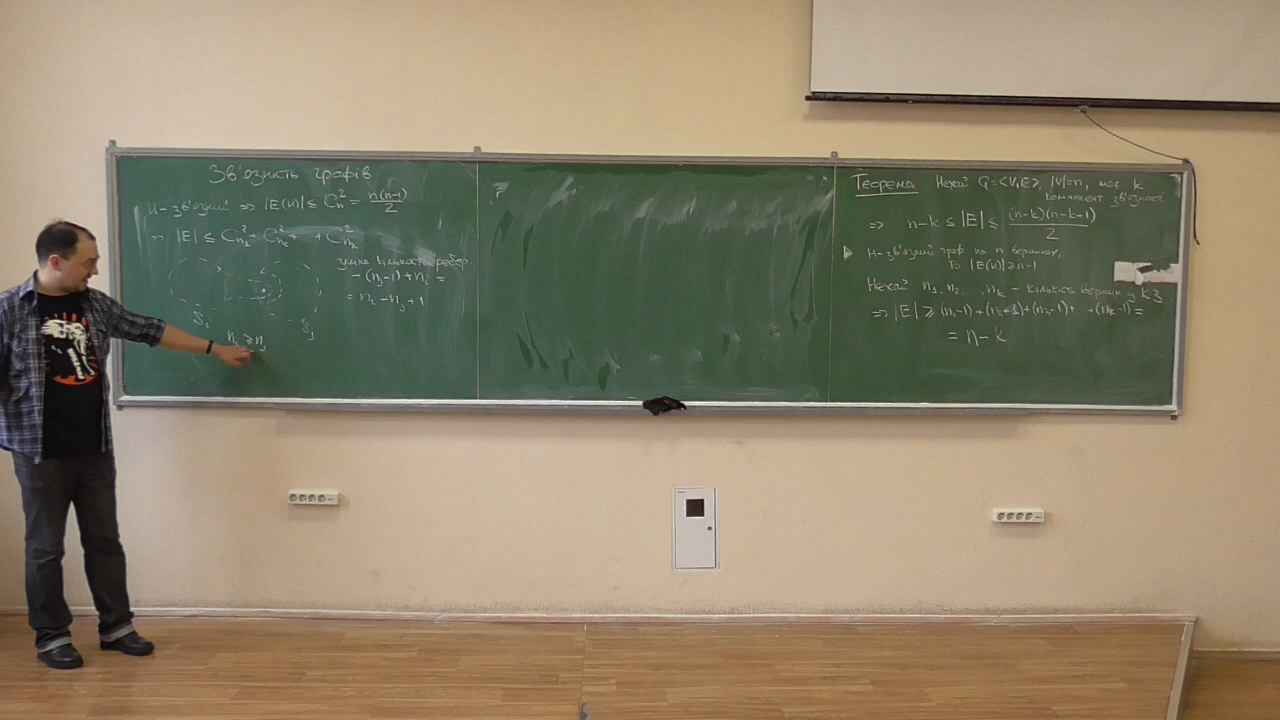 Зв'язність графів
H-зв'язний => |E(H)| ≤ C_n^2 = n(n-1)/2
=> |E| ≤ C_{n_1}^2 + C_{n_2}^2 + + C_{n_k}^2
кількість ребер:
-(n_j-1)+n_i =
= n_i-n_j+1
S_i
S_j
n_i ≥ n_j
Теорема Нехай G=<V,E>, |V|=n, має k
компонент зв'язності
=> n-k ≤ |E| ≤ (n-k)(n-k-1)/2
H-зв'язний граф на n вершинах,
то |E(H)| ≥ n-1
Нехай n_1, n_2, , n_k - кількість вершин у КЗ
=> |E| ≥ (n_1-1)+(n_2-1)+(n_3-1)+ +(n_k-1) =
= n-k